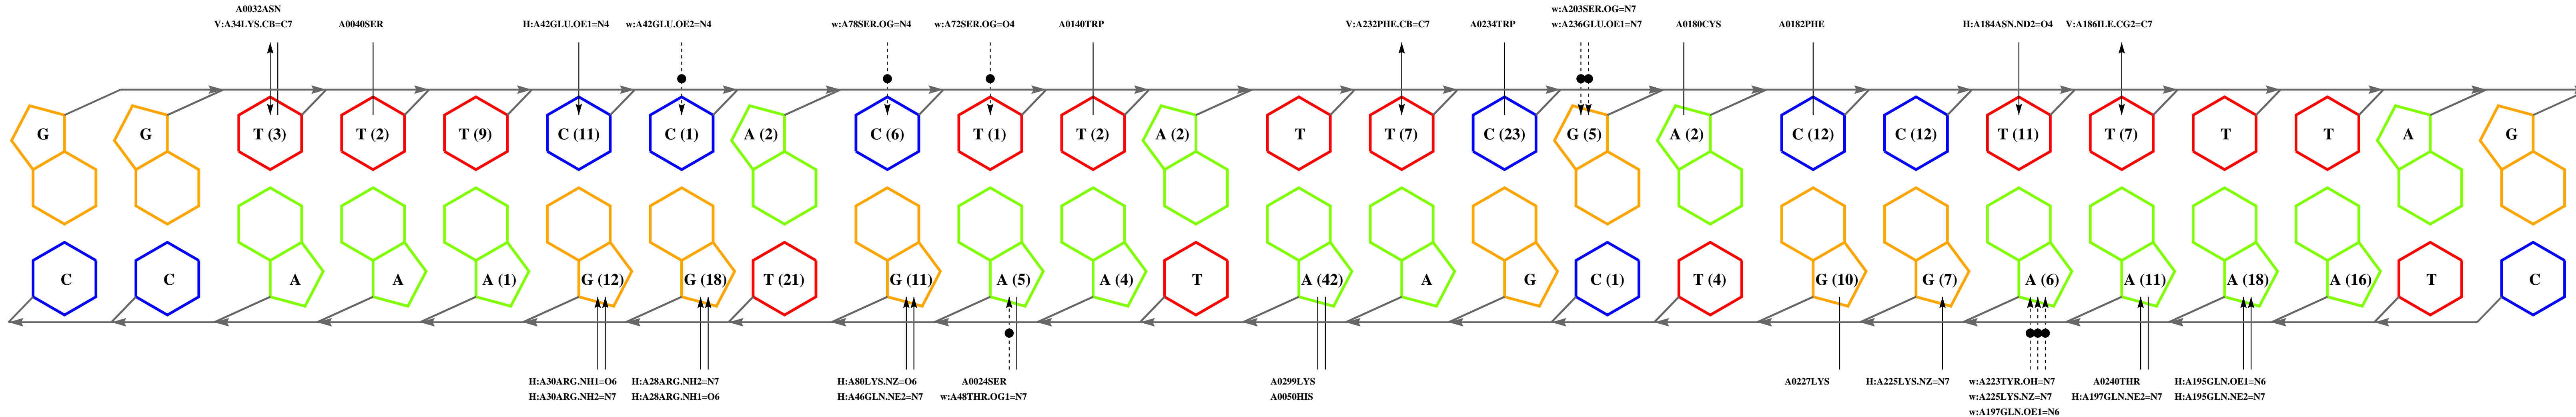 A0032ASN
V:A34LYS.CB=C7 A0040SER H:A42GLU.OE1=N4 w:A42GLU.OE2=N4 w:A78SER.OG=N4 w:A72SER.OG=O4 A0140TRP V:A232PHE.CB=C7 A0234TRP w:A203SER.OG=N7
w:A236GLU.OE1=N7 A0180CYS A0182PHE H:A184ASN.ND2=O4 V:A186ILE.CG2=C7
G G T (3) T (2) T (9) C (11) C (1) A (2) C (6) T (1) T (2) A (2) T T (7) C (23) G (5) A (2) C (12) C (12) T (11) T (7) T T A G
C C A A A (1) G (12) G (18) T (21) G (11) A (5) A (4) T A (42) A G C (1) T (4) G (10) G (7) A (6) A (11) A (18) A (16) T C
H:A30ARG.NH1=O6 H:A28ARG.NH2=N7 H:A80LYS.NZ=O6 A0024SER A0299LYS A0227LYS H:A225LYS.NZ=N7 w:A223TYR.OH=N7 A0240THR H:A195GLN.OE1=N6
H:A30ARG.NH2=N7 H:A28ARG.NH1=O6 H:A46GLN.NE2=N7 w:A48THR.OG1=N7 A0050HIS w:A225LYS.NZ=N7 H:A197GLN.NE2=N7 H:A195GLN.NE2=N7
w:A197GLN.OE1=N6